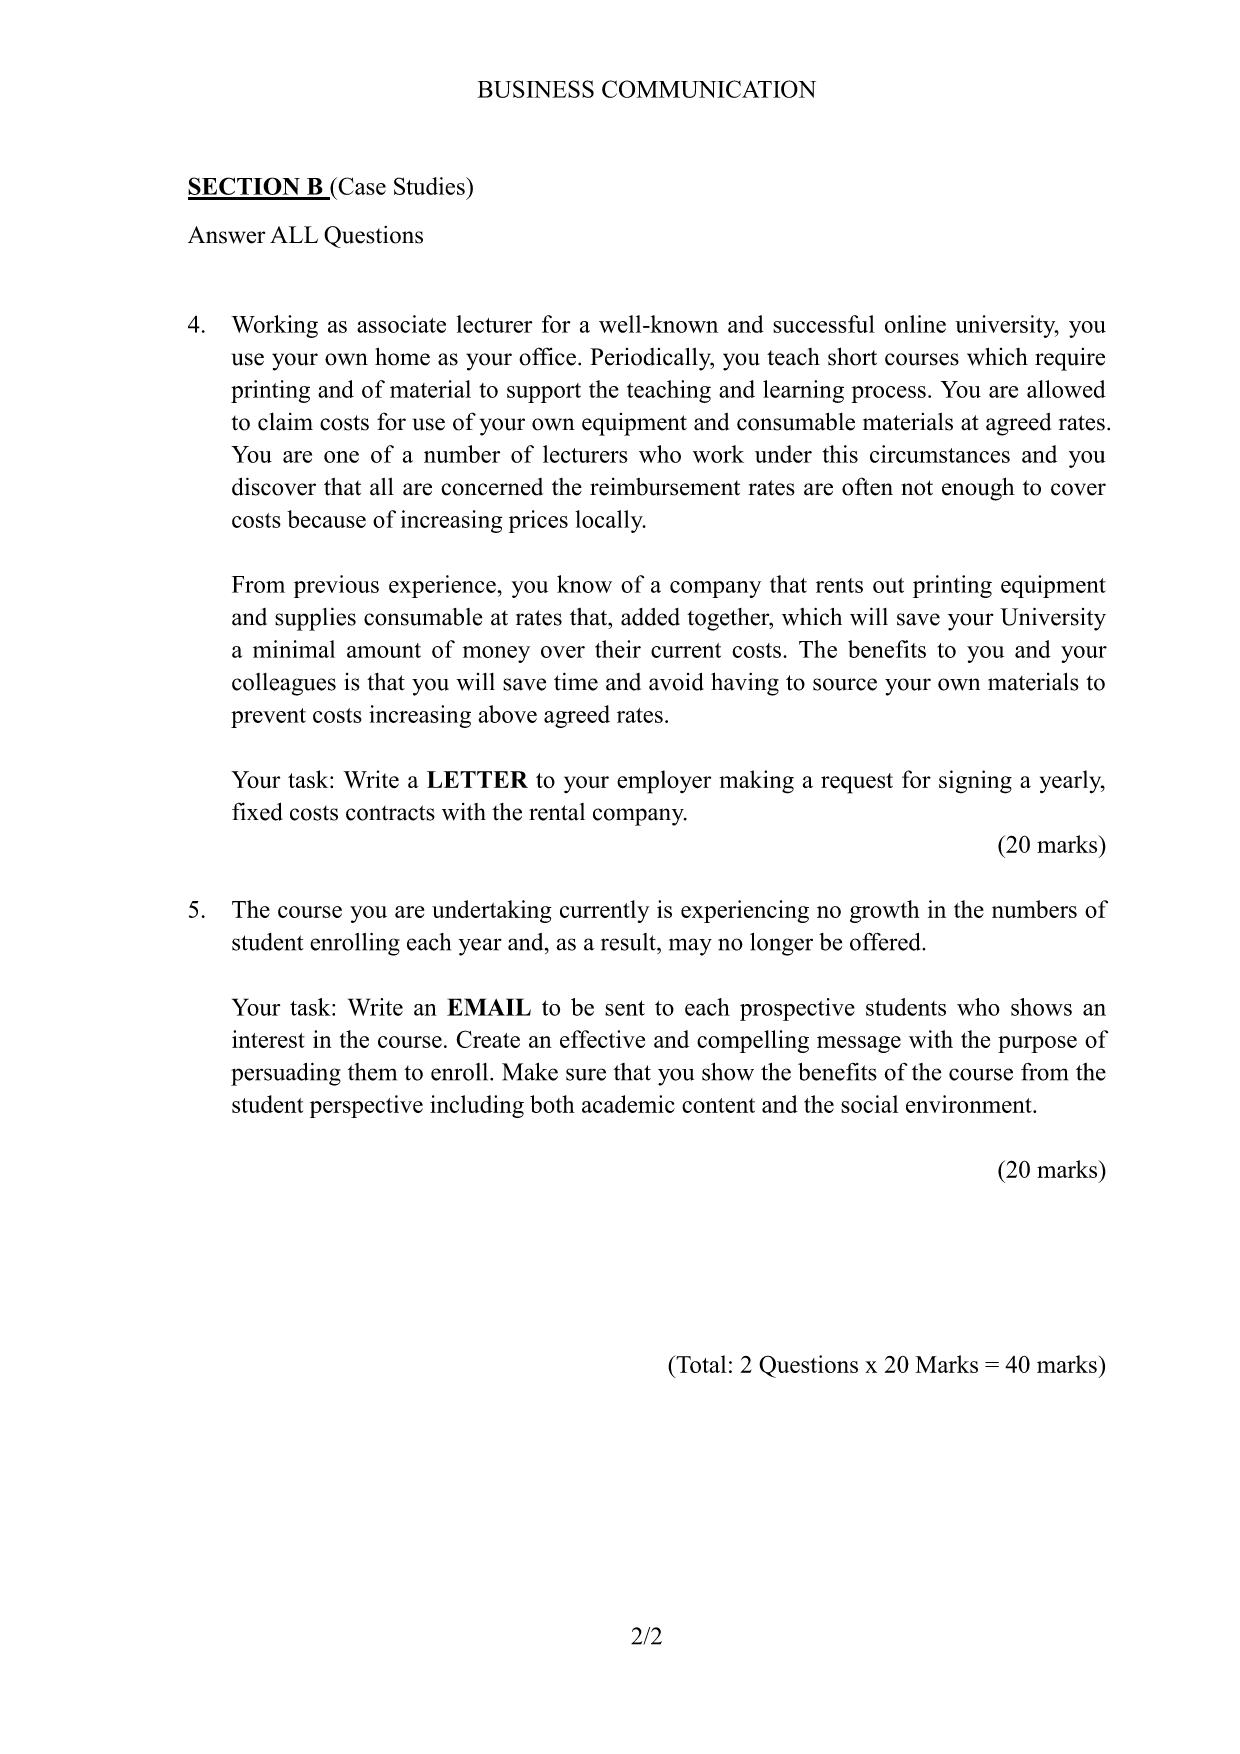 BUSINESS COMMUNICATION
SECTION B (Case Studies)
Answer ALL Questions
4. Working as associate lecturer for a well-known and successful online university, you
use your own home as your office. Periodically, you teach short courses which require
printing and of material to support the teaching and learning process. You are allowed
to claim costs for use of your own equipment and consumable materials at agreed rates.
You are one of a number of lecturers who work under this circumstances and you
discover that all are concerned the reimbursement rates are often not enough to cover
costs because of increasing prices locally.
From previous experience, you know of a company that rents out printing equipment
and supplies consumable at rates that, added together, which will save your University
a minimal amount of money over their current costs. The benefits to you and your
colleagues is that you will save time and avoid having to source your own materials to
prevent costs increasing above agreed rates.
Your task: Write a LETTER to your employer making a request for signing a yearly,
fixed costs contracts with the rental company.
(20 marks)
5. The course you are undertaking currently is experiencing no growth in the numbers of
student enrolling each year and, as a result, may no longer be offered.
Your task: Write an EMAIL to be sent to each prospective students who shows an
interest in the course. Create an effective and compelling message with the purpose of
persuading them to enroll. Make sure that you show the benefits of the course from the
student perspective including both academic content and the social environment.
(20 marks)
(Total: 2 Questions x 20 Marks = 40 marks)
2/2